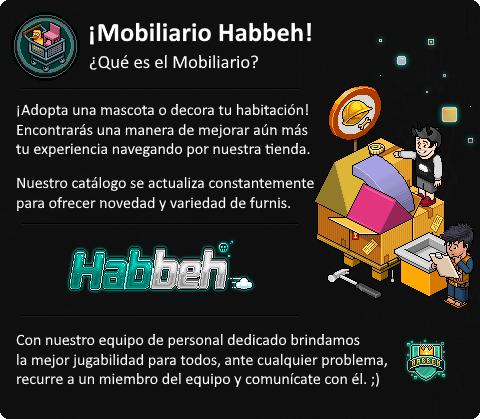 ¡Mobiliario Habbeh!
¿Qué es el Mobiliario?
¡Adopta una mascota o decora tu habitación!
Encontrarás una manera de mejorar aún más
tu experiencia navegando por nuestra tienda.
Nuestro catálogo se actualiza constantemente
para ofrecer novedad y variedad de furnis.
Habbeh
Con nuestro equipo de personal dedicado brindamos
la mejor jugabilidad para todos, ante cualquier problema,
recurre a un miembro del equipo y comunícate con él. ;)
HABBEH